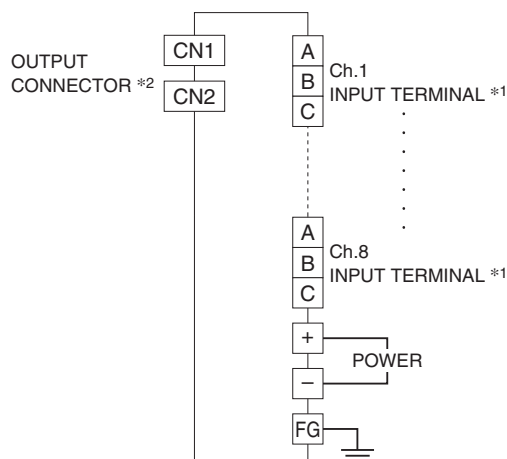 OUTPUT
CONNECTOR *2
CN1
CN2
A
B
C
Ch.1
INPUT TERMINAL *1
A
B
C
Ch.8
INPUT TERMINAL *1
+
−
POWER
FG